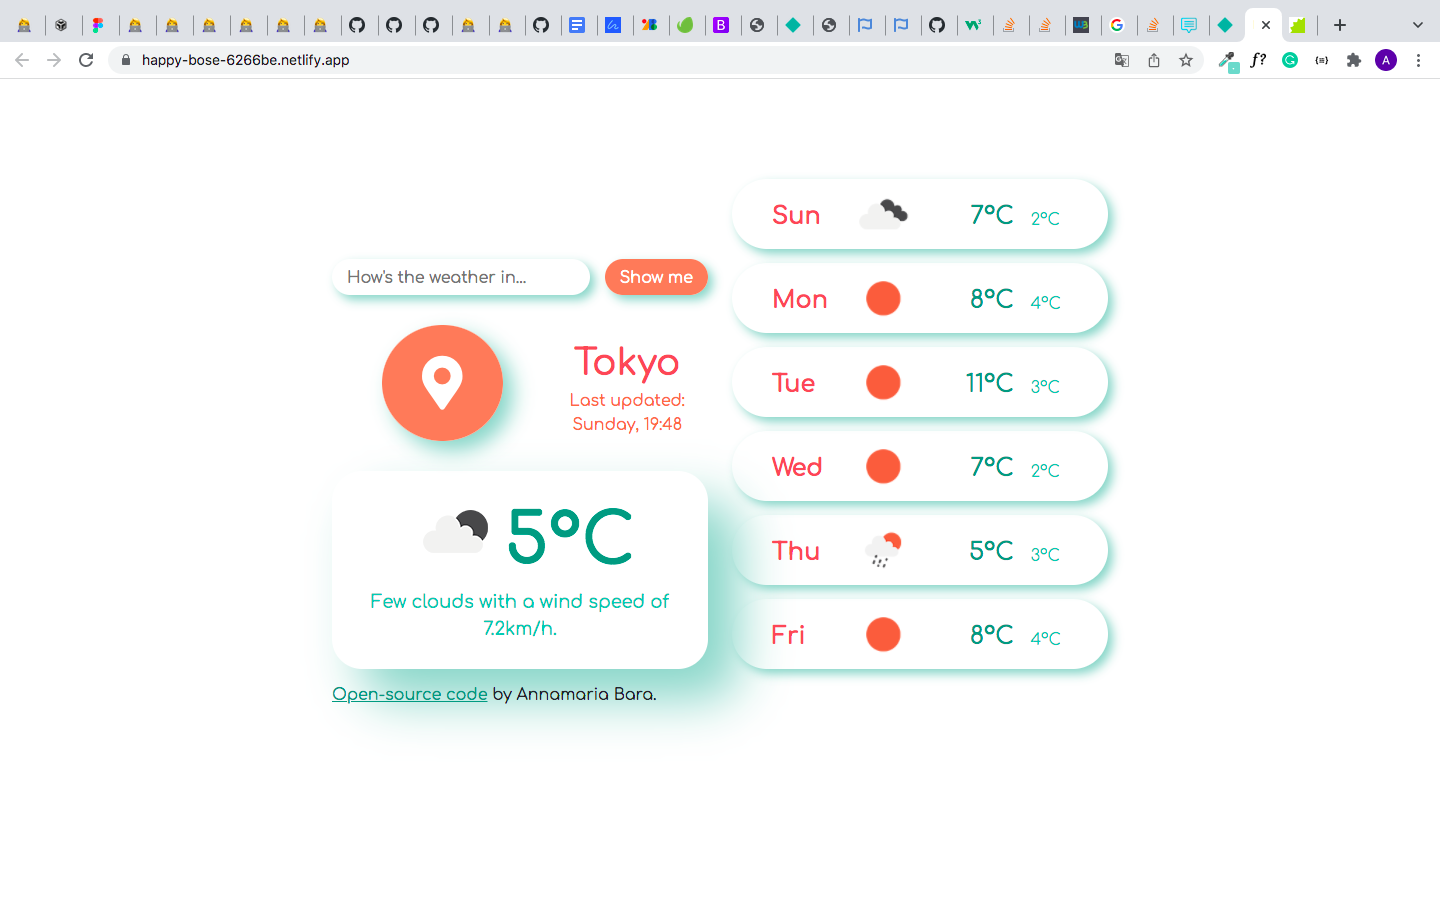 happy-bose-6266be.netlify.app
f?
A
How's the weather in...
Show me
Tokyo
Last updated:
Sunday, 19:48
5°C
Few clouds with a wind speed of
7.2km/h.
Open-source code by Annamaria Bara.
Sun 7°C 2°C
Mon 8°C 4°C
Tue 11°C 3°C
Wed 7°C 2°C
Thu 5°C 3°C
Fri 8°C 4°C